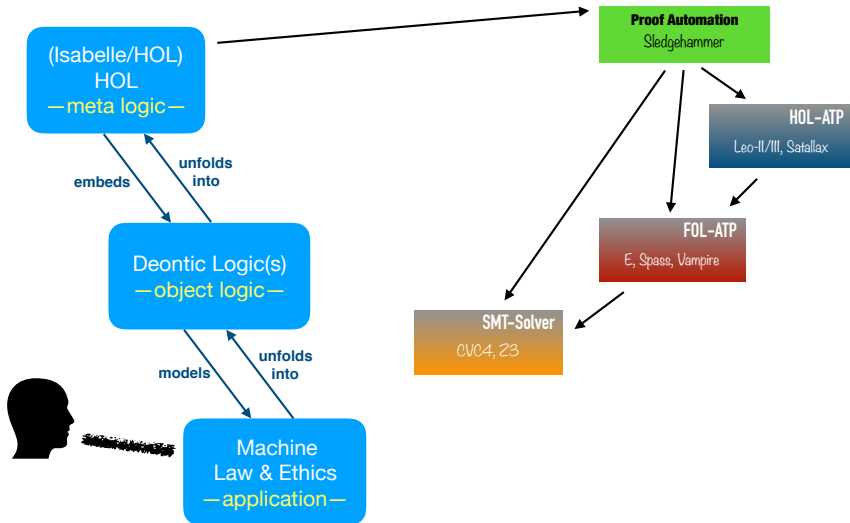 (Isabelle/HOL)
HOL
—meta logic—
embeds
unfolds
into
Deontic Logic(s)
—object logic—
models
unfolds
into
Machine
Law & Ethics
—application—
Proof Automation
Sledgehammer
HOL-ATP
Leo-II/III, Satallax
FOL-ATP
E, Spass, Vampire
SMT-Solver
CVC4, Z3